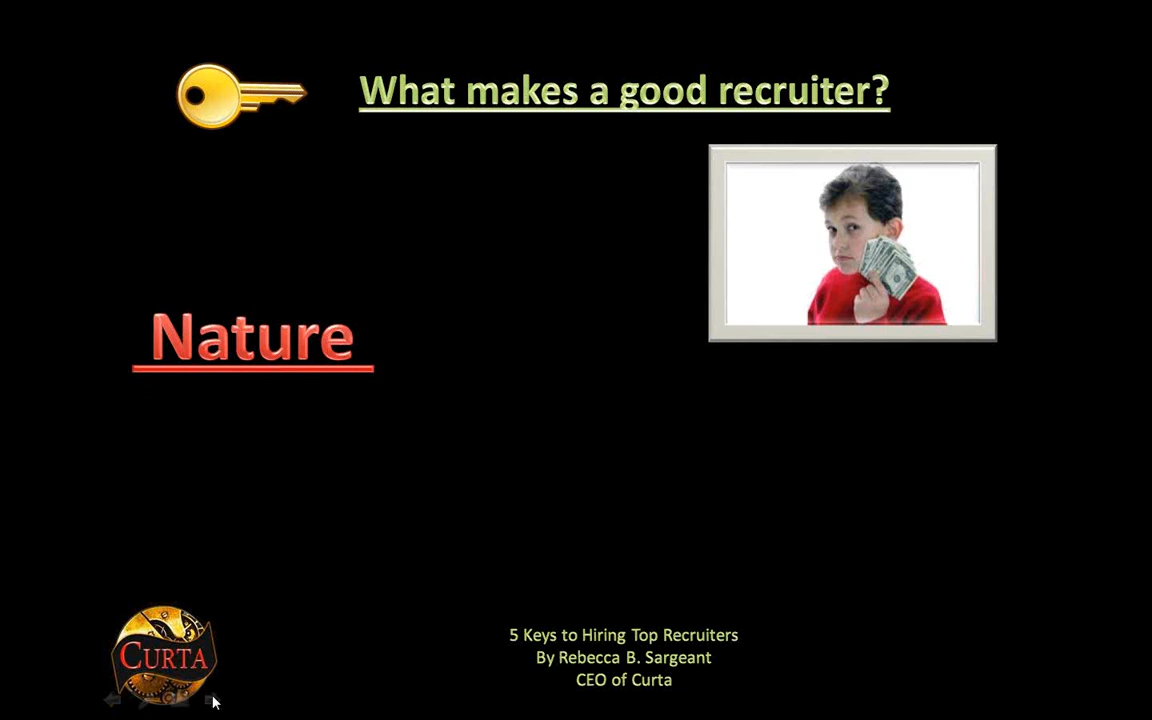 What makes a good recruiter?
Nature
CURTA
5 Keys to Hiring Top Recruiters
By Rebecca B. Sargeant
CEO of Curta